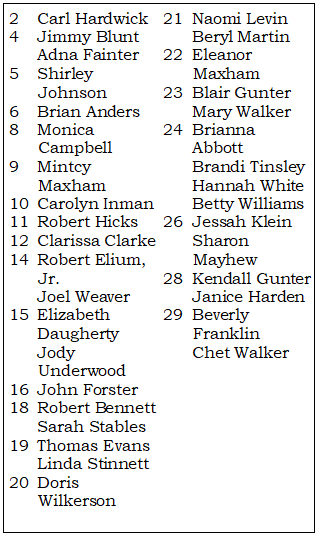 2 Carl Hardwick
4 Jimmy Blunt
Adna Fainter
5 Shirley
Johnson
6 Brian Anders
8 Monica
Campbell
9 Mintcy
Maxham
10 Carolyn Inman
11 Robert Hicks
12 Clarissa Clarke
14 Robert Elium,
Jr.
Joel Weaver
15 Elizabeth
Daugherty
Jody
Underwood
16 John Forster
18 Robert Bennett
Sarah Stables
19 Thomas Evans
Linda Stinnett
20 Doris
Wilkerson
21 Naomi Levin
Beryl Martin
22 Eleanor
Maxham
23 Blair Gunter
Mary Walker
24 Brianna
Abbott
Brandi Tinsley
Hannah White
Betty Williams
26 Jessah Klein
Sharon
Mayhew
28 Kendall Gunter
Janice Harden
29 Beverly
Franklin
Chet Walker